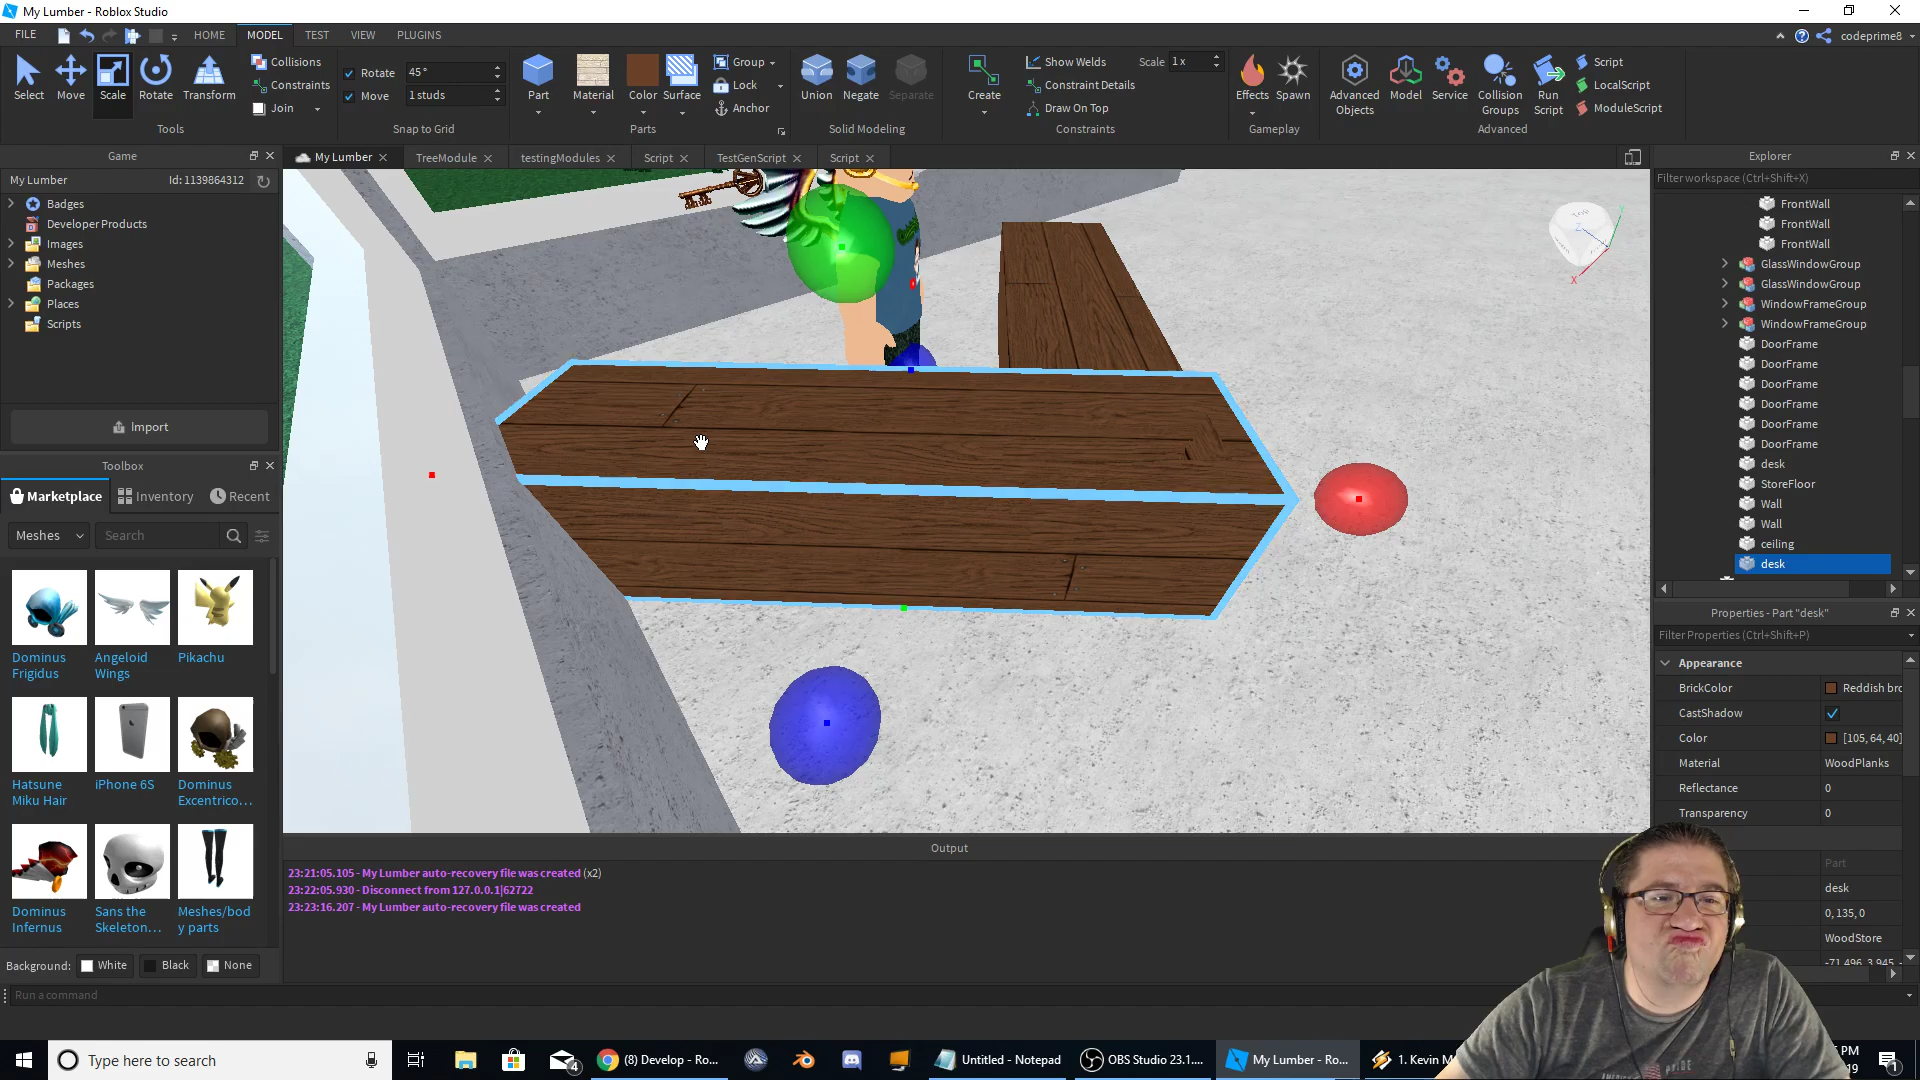 My Lumber - Roblox Studio
FILE HOME MODEL TEST VIEW PLUGINS codeprime8
Select Move Scale Rotate Transform
Collisions
Constraints
Join
Tools
Rotate 45°
Move 1 studs
Snap to Grid
Part Material Color Surface
Group
Lock
Anchor
Parts
Union Negate Separate
Solid Modeling
Create
Show Welds
Constraint Details
Draw On Top
Scale 1x
Constraints
Effects Spawn
Gameplay
Advanced Objects Model Service Collision Groups Run Script
Script
LocalScript
ModuleScript
Advanced
Game
My Lumber Id: 1139864312
Badges
Developer Products
Images
Meshes
Packages
Places
Scripts
Import
Toolbox
Marketplace Inventory Recent
Meshes Search
Dominus Frigidus
Angeloid Wings
Pikachu
Hatsune Miku Hair
iPhone 6S
Dominus Excentrico...
Dominus Infernus
Sans the Skeleton...
Meshes/body parts
Background: White Black None
Run a command
My Lumber TreeModule testingModules Script TestGenScript Script
Top
Z
X
Output
23:21:05.105 - My Lumber auto-recovery file was created (x2)
23:22:05.930 - Disconnect from 127.0.0.1|62722
23:23:16.207 - My Lumber auto-recovery file was created
Explorer
Filter workspace (Ctrl+Shift+X)
FrontWall
FrontWall
FrontWall
GlassWindowGroup
GlassWindowGroup
WindowFrameGroup
WindowFrameGroup
DoorFrame
DoorFrame
DoorFrame
DoorFrame
DoorFrame
DoorFrame
desk
StoreFloor
Wall
Wall
ceiling
desk
Properties - Part "desk"
Filter Properties (Ctrl+Shift+P)
Appearance
BrickColor Reddish bro
CastShadow
Color [105, 64, 40]
Material WoodPlanks
Reflectance 0
Transparency 0
Part
desk
0, 135, 0
WoodStore
-71.496, 3.945,
Type here to search
4
(8) Develop - Ro...
Untitled - Notepad
OBS Studio 23.1....
My Lumber - Ro...
1. Kevin M
PM
19
1